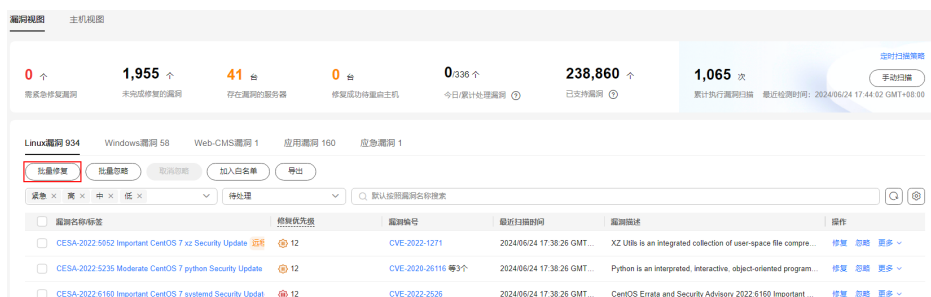 漏洞视图 主机视图
定时扫描策略
0 个 1,955 个 41 台 0 台 0/336 个 238,860 个 1,065 次 手动扫描
需紧急修复漏洞 未完成修复的漏洞 存在漏洞的服务器 修复成功待重启主机 今日/累计处理漏洞 已支持漏洞 累计执行漏洞扫描 最近检测时间：2024/06/24 17:44:02 GMT+08:00
Linux漏洞 934 Windows漏洞 58 Web-CMS漏洞 1 应用漏洞 160 应急漏洞 1
批量修复 批量忽略 取消忽略 加入白名单 导出
紧急 × 高 × 中 × 低 × 待处理 默认按照漏洞名称搜索
漏洞名称/标签 修复优先级 漏洞编号 最近扫描时间 漏洞描述 操作
CESA-2022:5052 Important CentOS 7 xz Security Update 12 CVE-2022-1271 2024/06/24 17:38:26 GMT... XZ Utils is an integrated collection of user-space file compre... 修复 忽略 更多
CESA-2022:5235 Moderate CentOS 7 python Security Update 12 CVE-2020-26116 等3个 2024/06/24 17:38:26 GMT... Python is an interpreted, interactive, object-oriented program... 修复 忽略 更多
CESA-2022:6160 Important CentOS 7 systemd Security Updat 12 CVE-2022-2526 2024/06/24 17:38:26 GMT... CentOS Errata and Security Advisory 2022:6160 Important ... 修复 忽略 更多